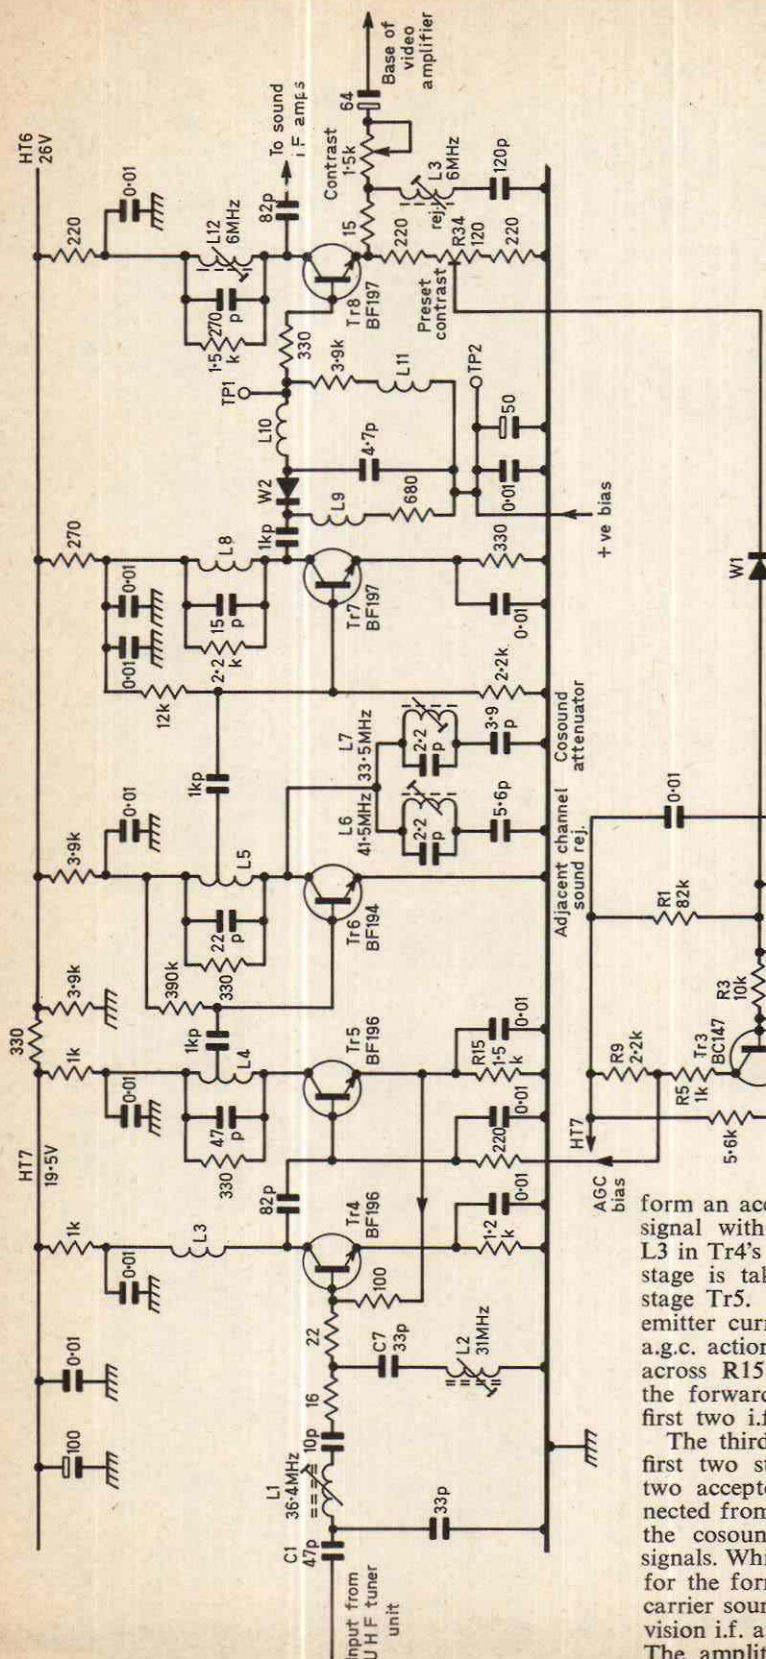 HT6
26V
220
0·01
L12
6MHz
270
p
1·5
k
82p
To sound
i F amps
Tr8
BF197
330
TP1
L10
3·9k
L11
4·7p
W2
L9
680
1kp
TP2
50
0·01
+ve bias
15
Contrast
1·5k
64
Base of
video
amplifier
L3
6MHz
rej.
120p
220
R34
120
220
Preset
contrast
W1
270
0·01
0·01
L8
15
p
2·2
k
12k
Tr7
BF197
330
0·01
2·2k
1kp
3·9k
0·01
L5
22
p
330
390k
Tr6
BF194
L7
33·5MHz
2·2
p
3·9
p
L6
41·5MHz
2·2
p
5·6p
Cosound
attenuator
Adjacent channel
sound rej.
330
3·9k
1kp
HT7
19·5V
1k
0·01
L4
47
p
330
Tr5
BF196
R15
1·5
k
0·01
220
0·01
82p
1k
0·01
L3
Tr4
BF196
100
1·2
k
0·01
AGC
bias
0·01
100
22
16
10p
C7
33p
L2
31MHz
L1
36·4MHz
C1
47p
33p
Input from
UHF tuner
unit
0·01
R1
82k
R3
10k
Tr3
BC147
R9
2·2k
R5
1k
HT7
5·6k
form an acc
signal with
L3 in Tr4's
stage is tak
stage Tr5.
emitter curr
a.g.c. action
across R15
the forward
first two i.f
The third
first two st
two accepte
nected from
the cosoun
signals. Whi
for the form
carrier soun
vision i.f. a
The amplit